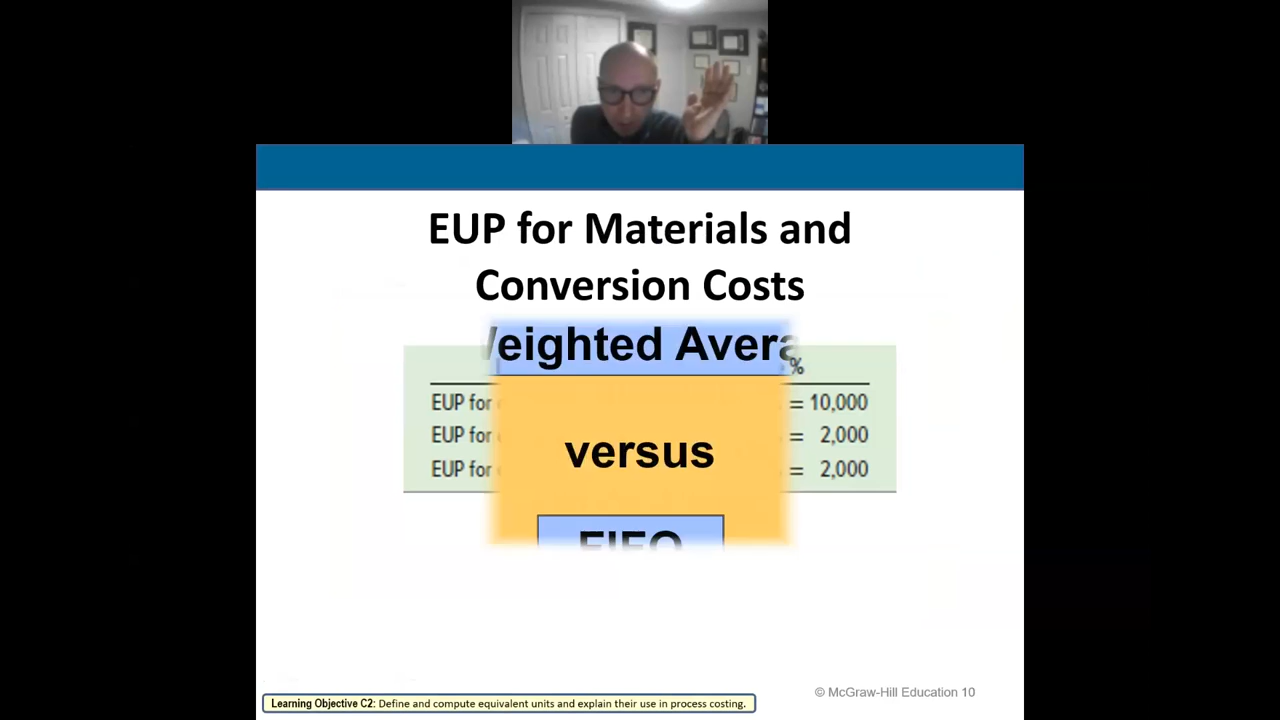 EUP for Materials and
Conversion Costs
Weighted Avera
%
EUP for = 10,000
EUP for = 2,000
EUP for = 2,000
versus
FIFO
© McGraw-Hill Education 10
Learning Objective C2: Define and compute equivalent units and explain their use in process costing.